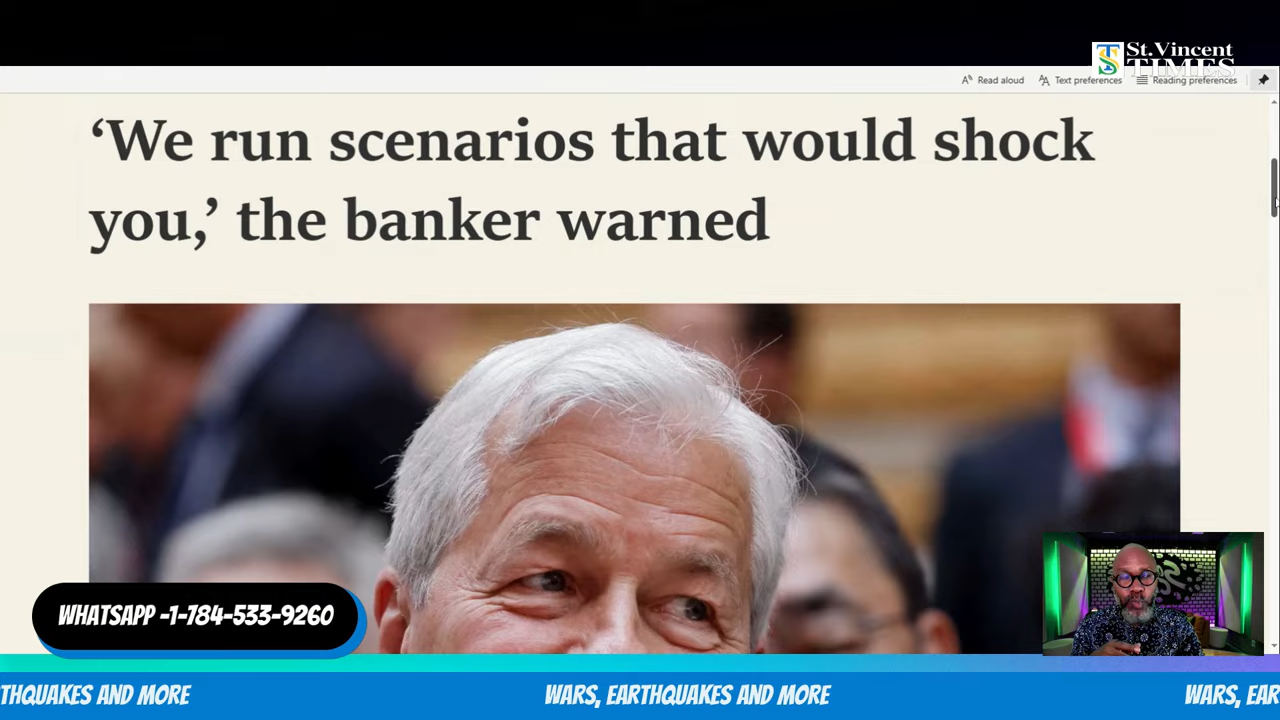 St.Vincent
TIMES
Read aloud
Text preferences
Reading preferences
‘We run scenarios that would shock
you,’ the banker warned
WHATSAPP -1-784-533-9260
THQUAKES AND MORE
WARS, EARTHQUAKES AND MORE
WARS, EAR